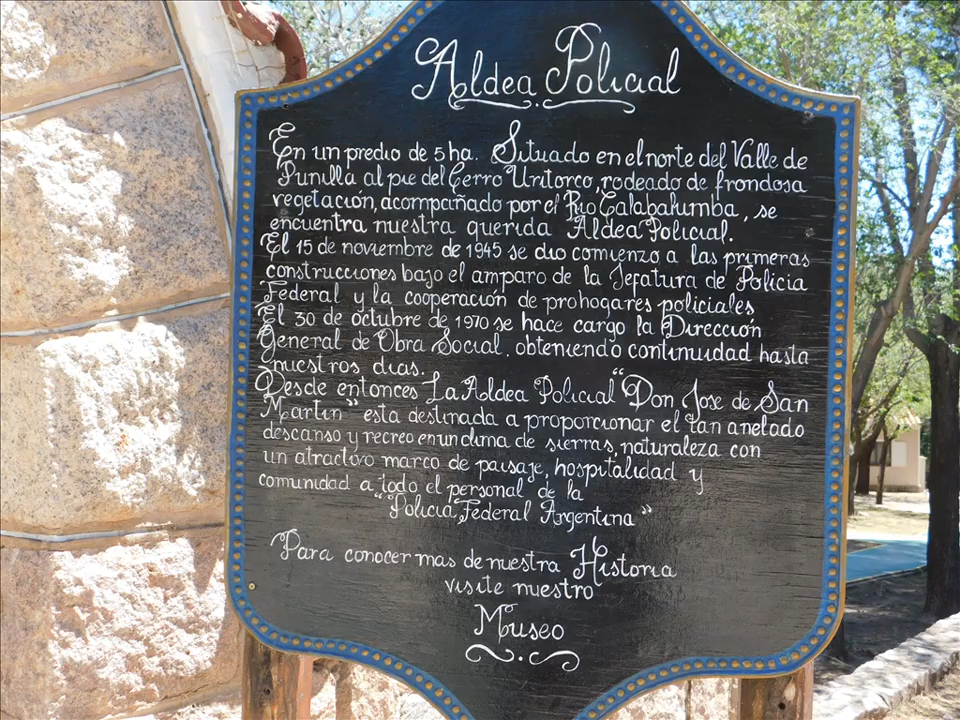 Aldea Policial
En un predio de 5 ha. Situado en el norte del Valle de
Punilla al pie del Cerro Uritorco, rodeado de frondosa
vegetación, acompañado por el Río Calabalumba, se
encuentra nuestra querida Aldea Policial.
El 15 de noviembre de 1945 se dio comienzo a las primeras
construcciones bajo el amparo de la Jefatura de Policia
Federal y la cooperación de prohogares policiales
El 30 de octubre de 1970 se hace cargo la Dirección
General de Obra Social. obteniendo continuidad hasta
nuestros dias.
Desde entonces La Aldea Policial "Don Jose de San
Martin" esta destinada a proporcionar el tan anelado
descanso y recreo en un clima de sierras, naturaleza con
un atractivo marco de paisaje, hospitalidad y
comunidad a todo el personal de la
"Policia Federal Argentina"
Para conocer mas de nuestra Historia
visite nuestro
Museo